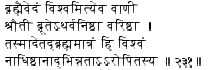 ब्रह्मैवेदं विश्वमित्येव वाणी
श्रौती ब्रूतेऽथर्वनिष्ठा वरिष्ठा ।
तस्मादेतद्ब्रह्ममात्रं हि विश्वं
नाधिष्ठानाद्भिन्नताऽऽरोपितस्य ॥ २३१॥